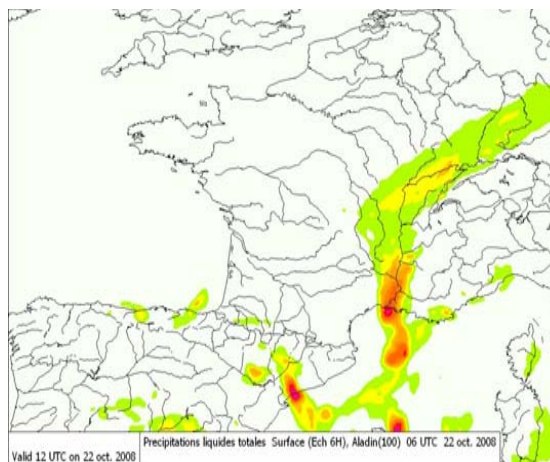 Precipitations liquides totales Surface (Ech 6H), Aladin(100) 06 UTC 22 oct. 2008
Valid 12 UTC on 22 oct. 2008